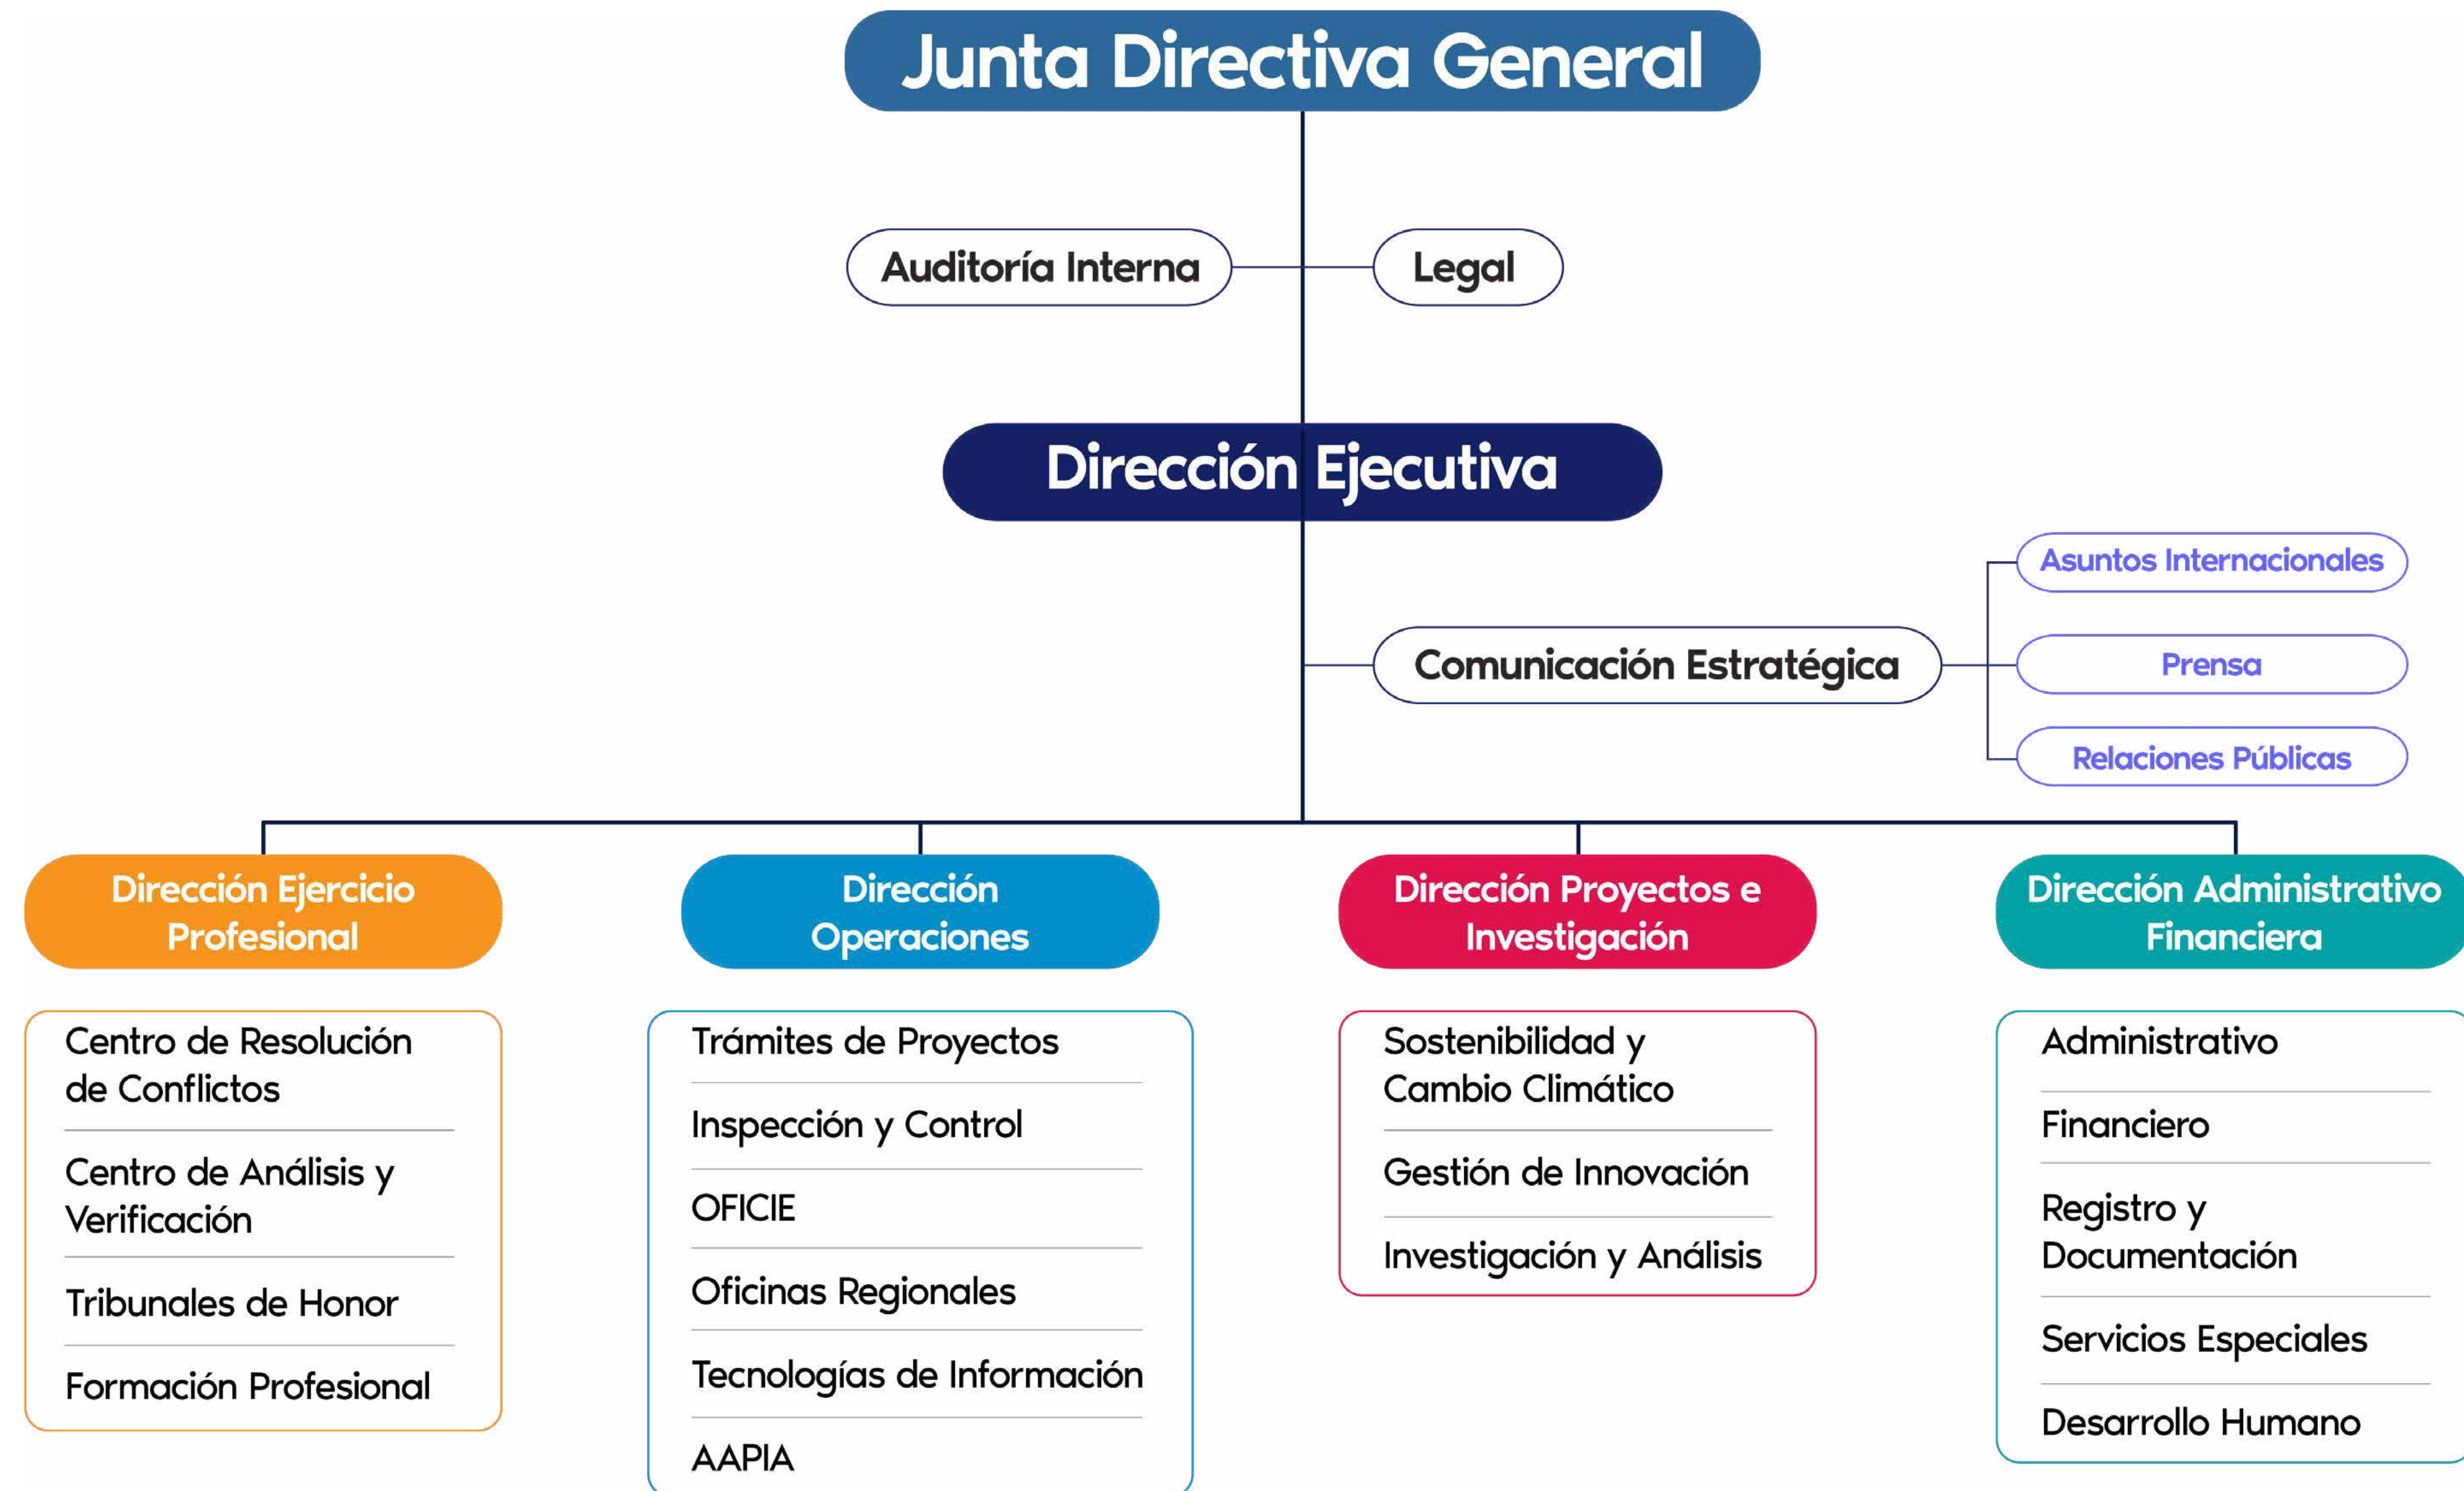 Junta Directiva General
Auditoría Interna
Legal
Dirección Ejecutiva
Asuntos Internacionales
Comunicación Estratégica
Prensa
Relaciones Públicas
Dirección Ejercicio
Profesional
Centro de Resolución
de Conflictos
Centro de Análisis y
Verificación
Tribunales de Honor
Formación Profesional
Dirección
Operaciones
Trámites de Proyectos
Inspección y Control
OFICIE
Oficinas Regionales
Tecnologías de Información
AAPIA
Dirección Proyectos e
Investigación
Sostenibilidad y
Cambio Climático
Gestión de Innovación
Investigación y Análisis
Dirección Administrativo
Financiera
Administrativo
Financiero
Registro y
Documentación
Servicios Especiales
Desarrollo Humano